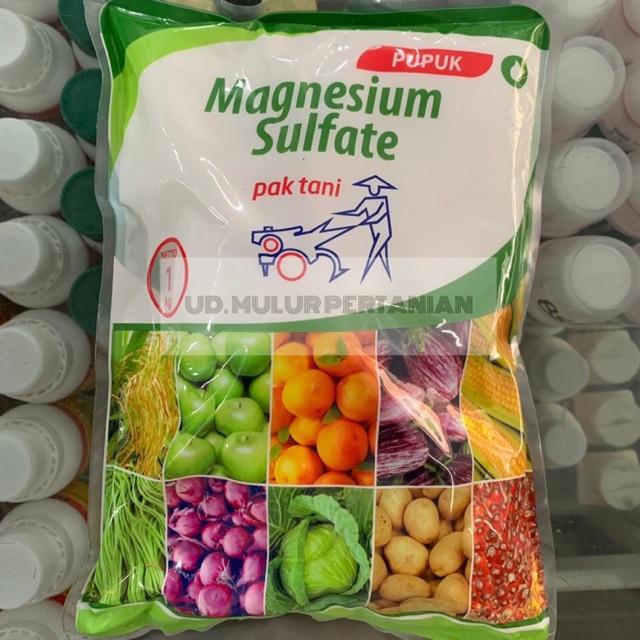 PUPUK
Magnesium
Sulfate
pak tani
NETTO
1
kg
UD.MULUR PERTANIAN